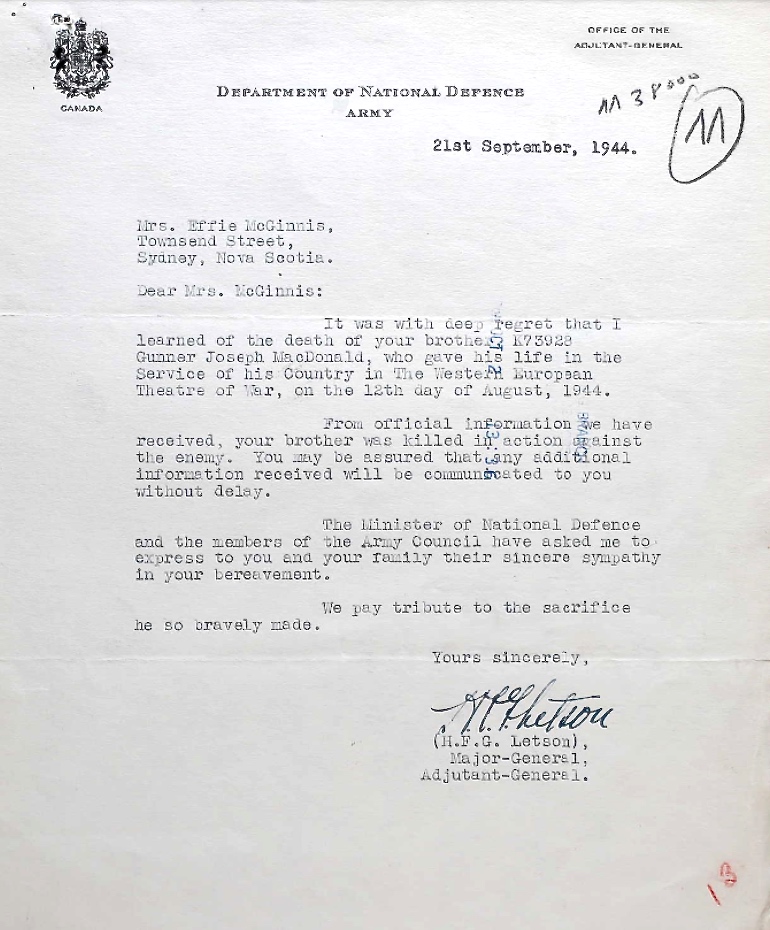 OFFICE OF THE
ADJUTANT-GENERAL
CANADA
DEPARTMENT OF NATIONAL DEFENCE
ARMY
11 38000
11
21st September, 1944.
Mrs. Effie McGinnis,
Townsend Street,
Sydney, Nova Scotia.
Dear Mrs. McGinnis:
It was with deep regret that I
learned of the death of your brother K73928
Gunner Joseph MacDonald, who gave his life in the
Service of his Country in The Western European
Theatre of War, on the 12th day of August, 1944.
From official information we have
received, your brother was killed in action against
the enemy. You may be assured that any additional
information received will be communicated to you
without delay.
The Minister of National Defence
and the members of the Army Council have asked me to
express to you and your family their sincere sympathy
in your bereavement.
We pay tribute to the sacrifice
he so bravely made.
Yours sincerely,
(H.F.G. Letson),
Major-General,
Adjutant-General.